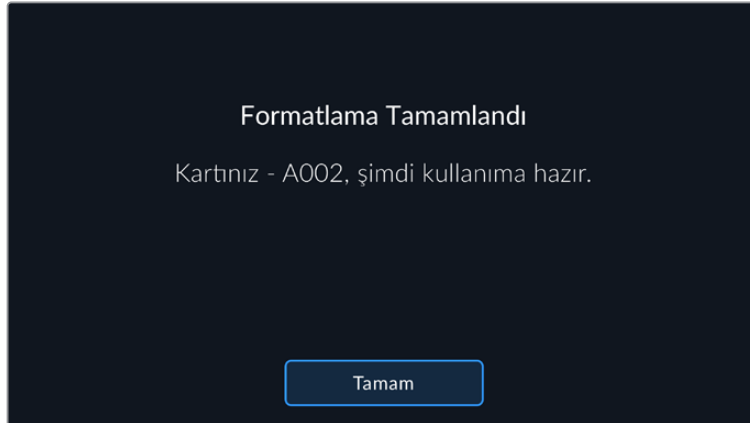 Formatlama Tamamlandı
Kartınız - A002, şimdi kullanıma hazır.
Tamam